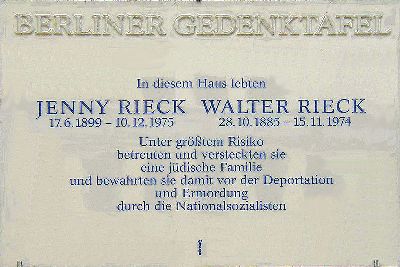 BERLINER GEDENKTAFEL
In diesem Haus lebten
JENNY RIECK WALTER RIECK
17.6.1899 – 10.12.1975 28.10.1885 – 15.11.1974
Unter größtem Risiko
betreuten und versteckten sie
eine jüdische Familie
und bewahrten sie damit vor der Deportation
und Ermordung
durch die Nationalsozialisten